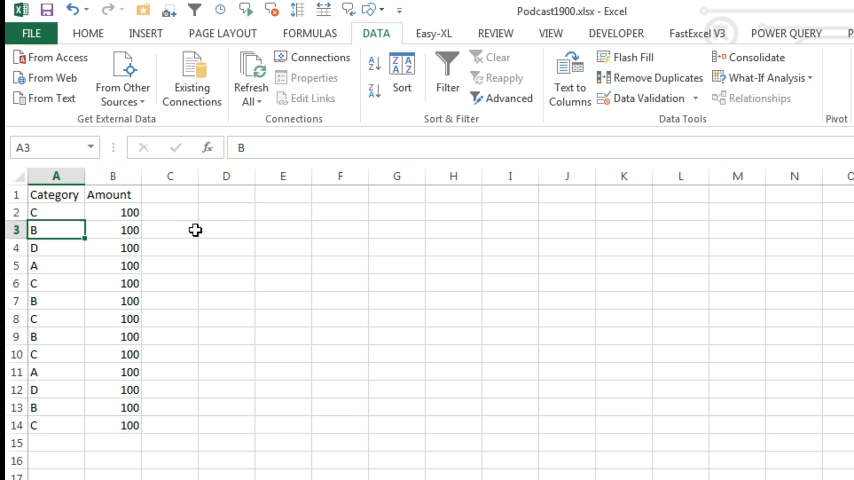 Podcast1900.xlsx - Excel
FILE HOME INSERT PAGE LAYOUT FORMULAS DATA Easy-XL REVIEW VIEW DEVELOPER FastExcel V3 POWER QUERY P
From Access
From Web
From Text
From Other Sources
Existing Connections
Get External Data
Refresh All
Connections
Properties
Edit Links
Connections
Sort
Filter
Clear
Reapply
Advanced
Sort & Filter
Text to Columns
Flash Fill
Remove Duplicates
Data Validation
Consolidate
What-If Analysis
Relationships
Data Tools
Pivot
A3 fx B
A B C D E F G H I J K L M N O
1 Category Amount
2 C 100
3 B 100
4 D 100
5 A 100
6 C 100
7 B 100
8 C 100
9 B 100
10 C 100
11 A 100
12 D 100
13 B 100
14 C 100
15
16
17